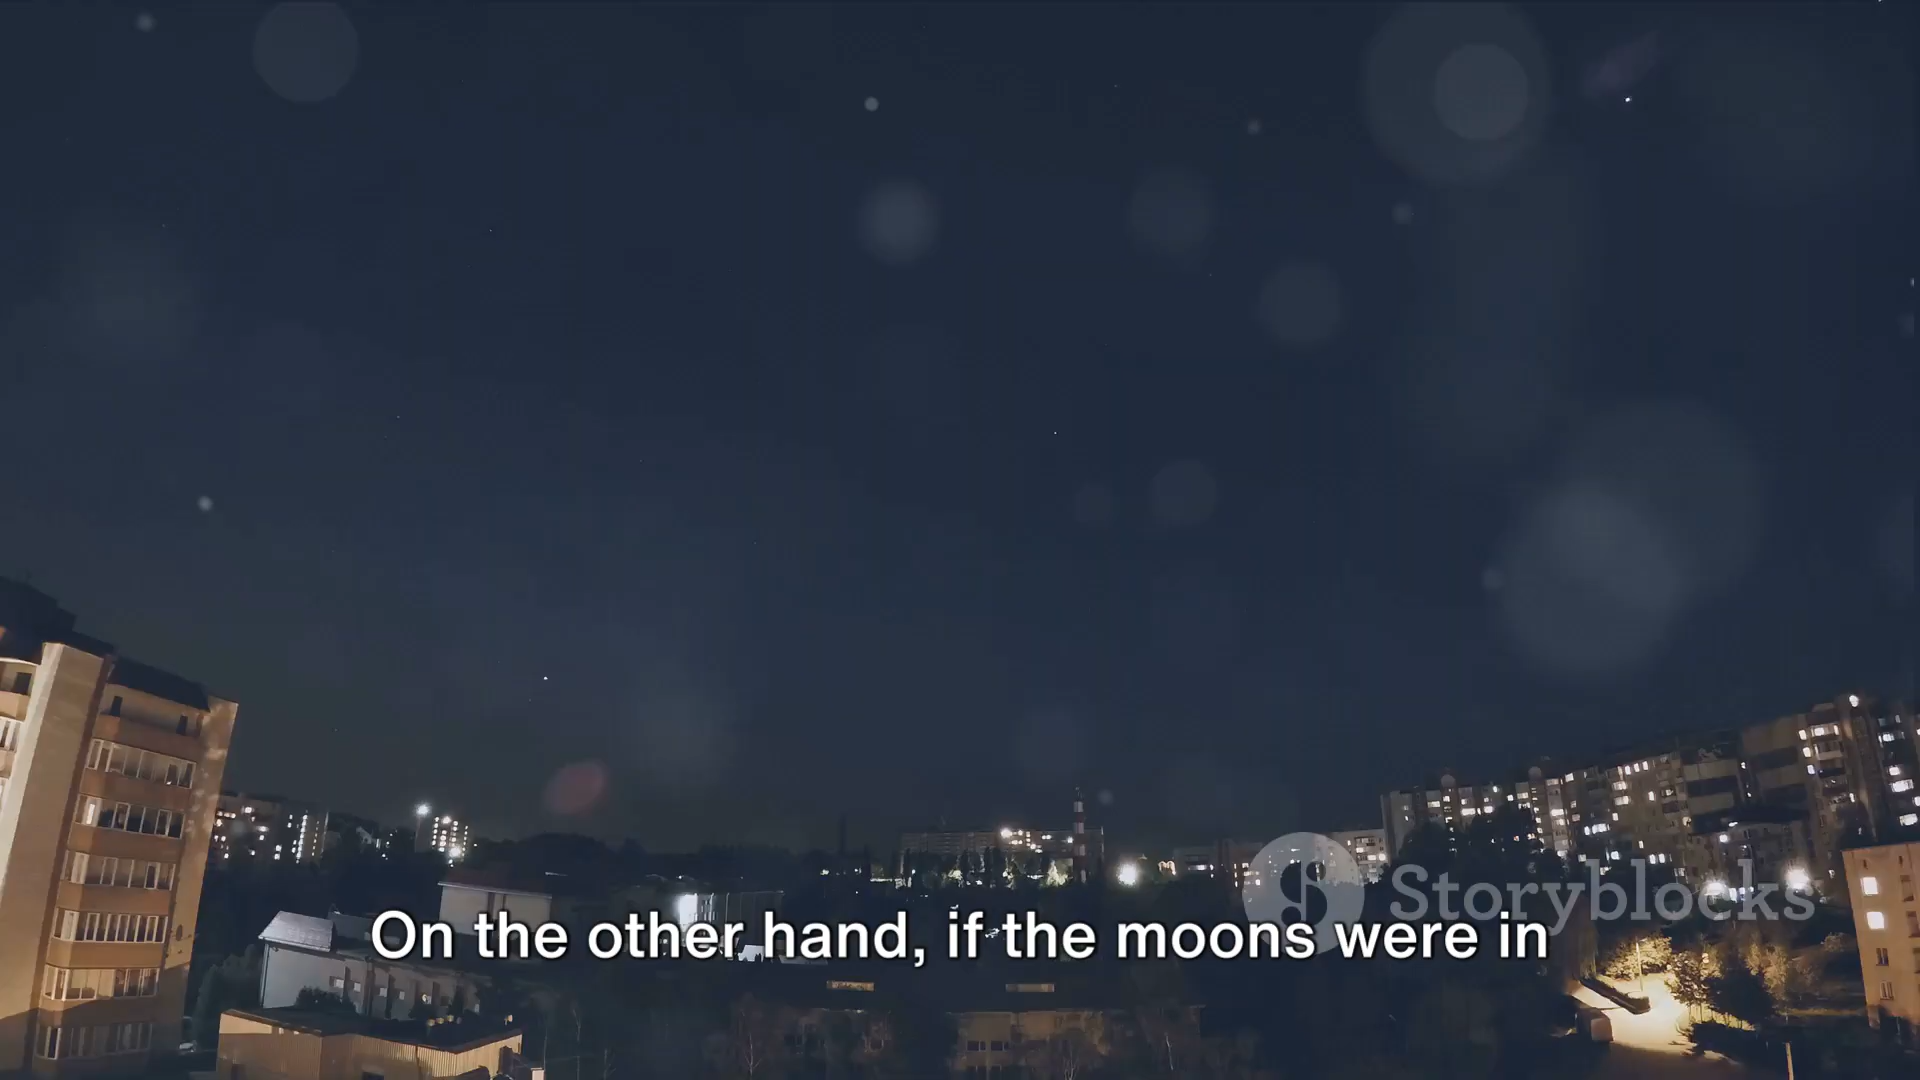 Storyblocks
On the other hand, if the moons were in